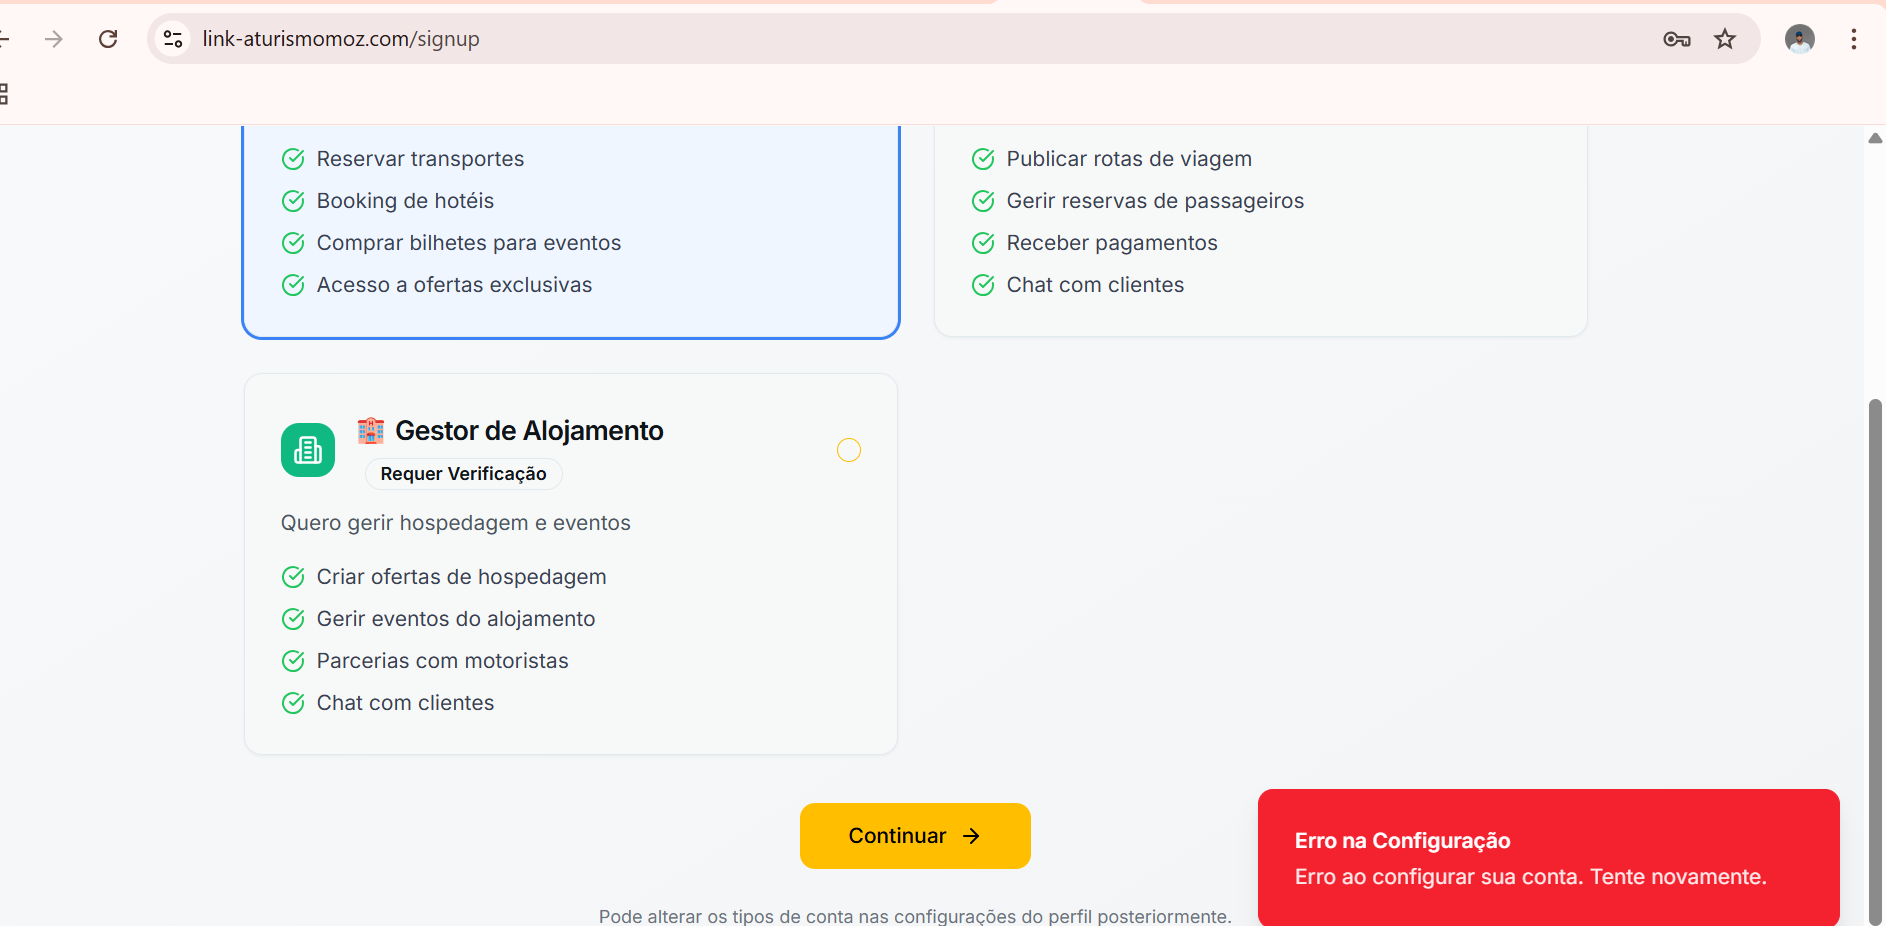 link-aturismomoz.com/signup
Reservar transportes
Booking de hotéis
Comprar bilhetes para eventos
Acesso a ofertas exclusivas
Publicar rotas de viagem
Gerir reservas de passageiros
Receber pagamentos
Chat com clientes
🏨 Gestor de Alojamento
Requer Verificação
Quero gerir hospedagem e eventos
Criar ofertas de hospedagem
Gerir eventos do alojamento
Parcerias com motoristas
Chat com clientes
Continuar →
Erro na Configuração
Erro ao configurar sua conta. Tente novamente.
Pode alterar os tipos de conta nas configurações do perfil posteriormente.